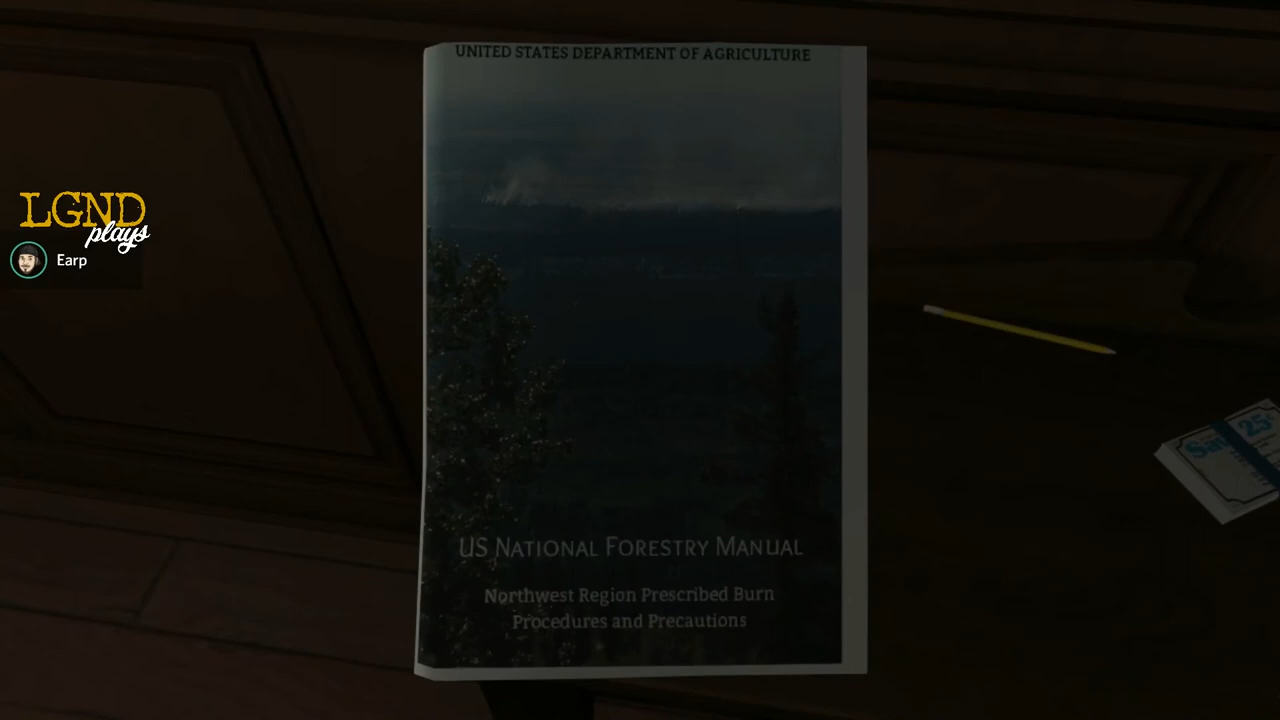 UNITED STATES DEPARTMENT OF AGRICULTURE
LGND
plays
Earp
25¢
US NATIONAL FORESTRY MANUAL
Northwest Region Prescribed Burn
Procedures and Precautions